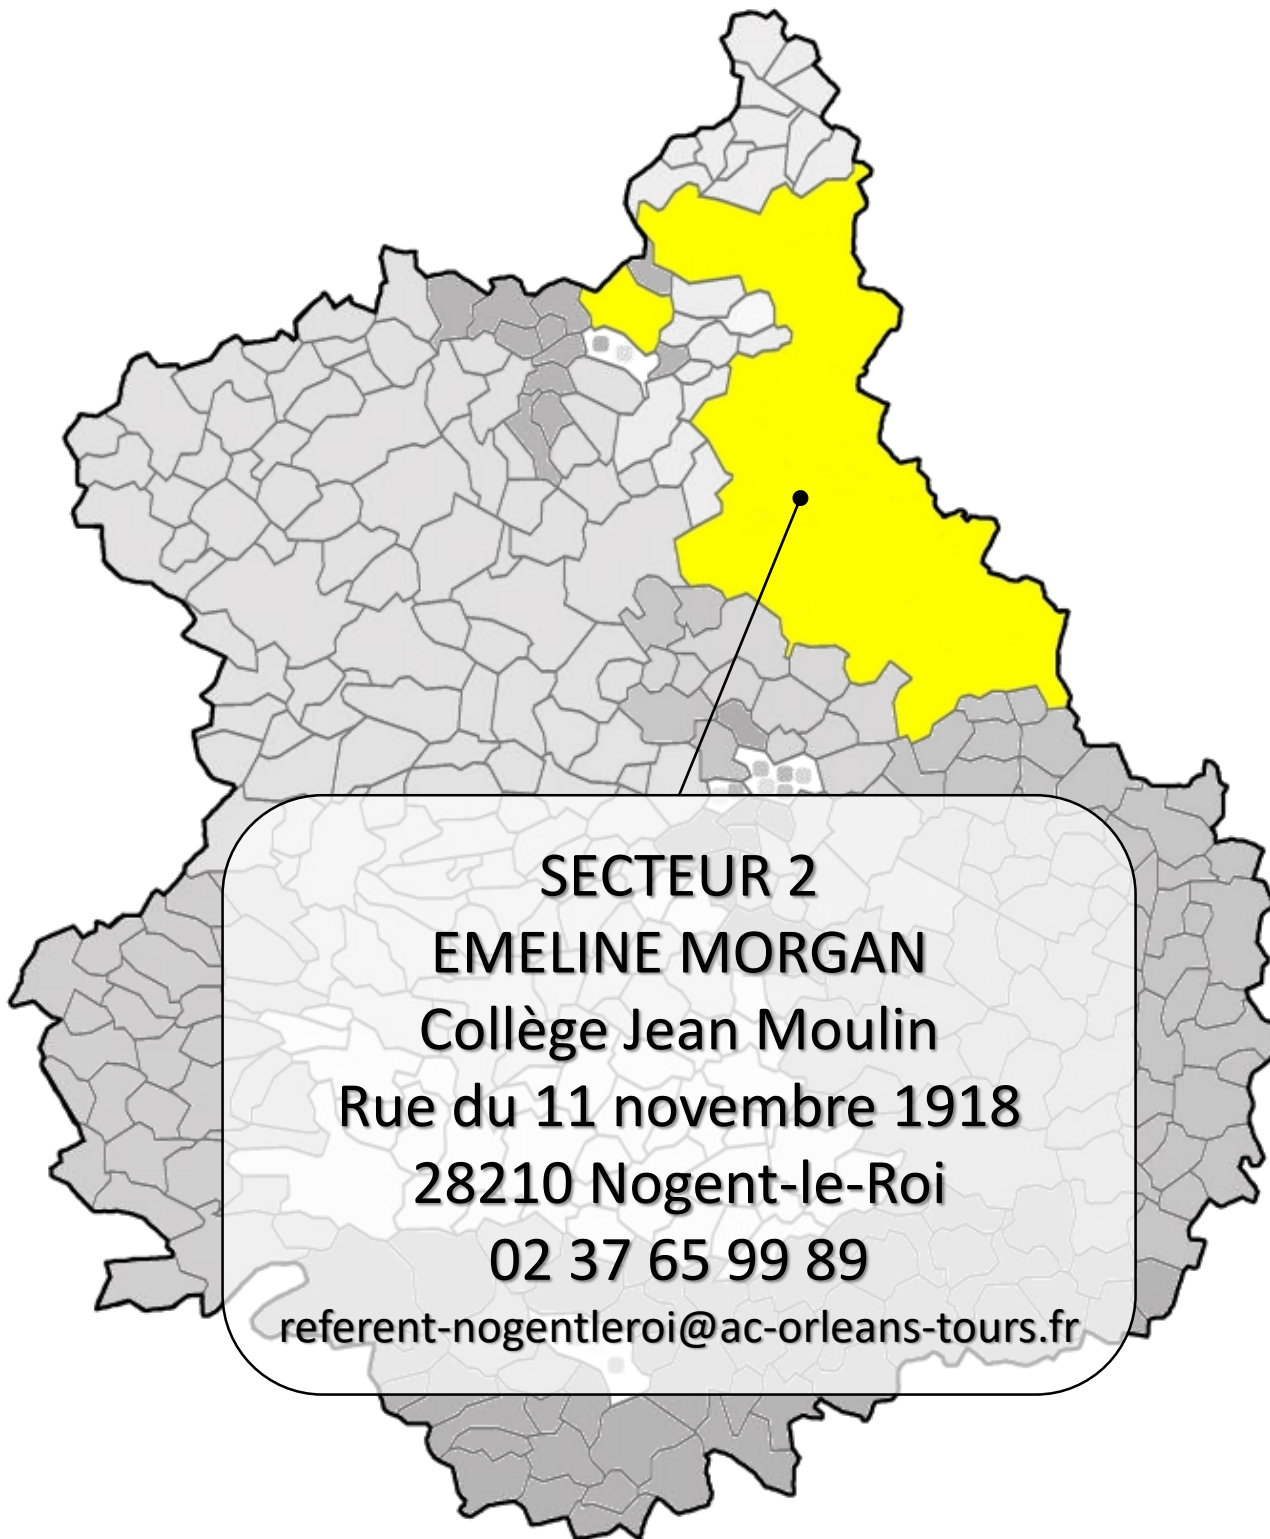 SECTEUR 2
EMELINE MORGAN
Collège Jean Moulin
Rue du 11 novembre 1918
28210 Nogent-le-Roi
02 37 65 99 89
referent-nogentleroi@ac-orleans-tours.fr